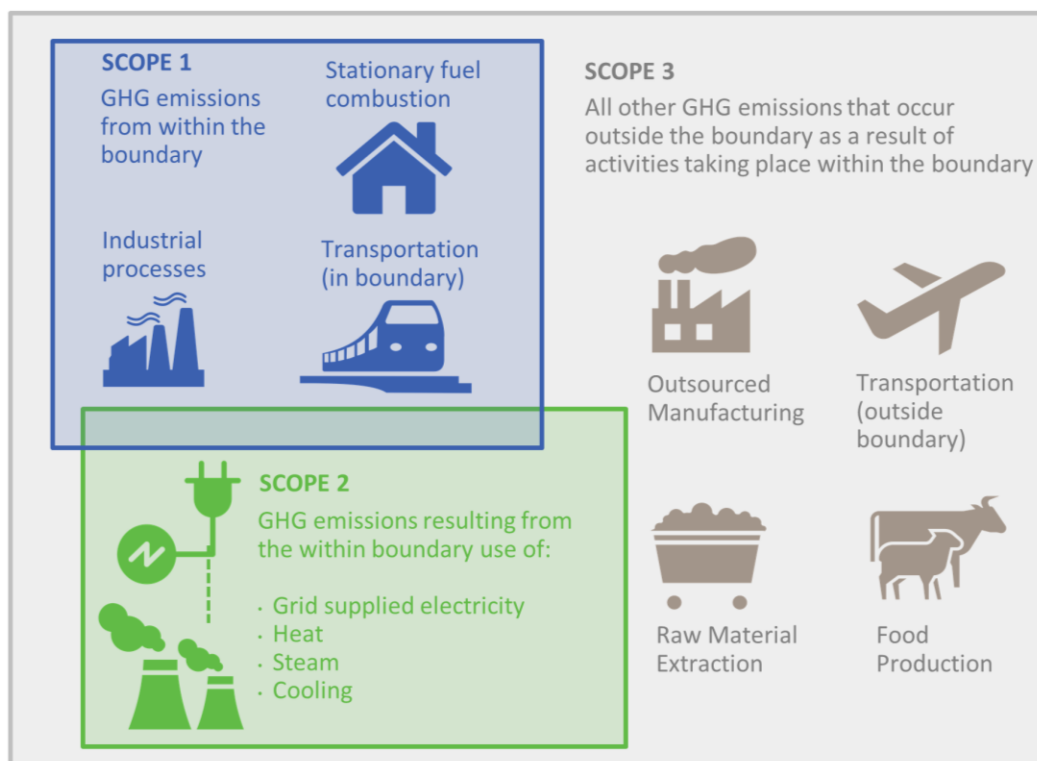 SCOPE 1
GHG emissions
from within the
boundary
Stationary fuel
combustion
Industrial
processes
Transportation
(in boundary)
SCOPE 2
GHG emissions resulting from
the within boundary use of:
· Grid supplied electricity
· Heat
· Steam
· Cooling
SCOPE 3
All other GHG emissions that occur
outside the boundary as a result of
activities taking place within the boundary
Outsourced
Manufacturing
Transportation
(outside
boundary)
Raw Material
Extraction
Food
Production